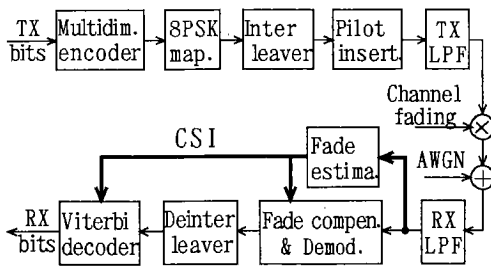 TX
bits
Multidim.
encoder
8PSK
map.
Inter
leaver
Pilot
insert.
TX
LPF
Channel
fading
AWGN
CSI
Fade
estima.
RX
bits
Viterbi
decoder
Deinter
leaver
Fade compen.
& Demod.
RX
LPF